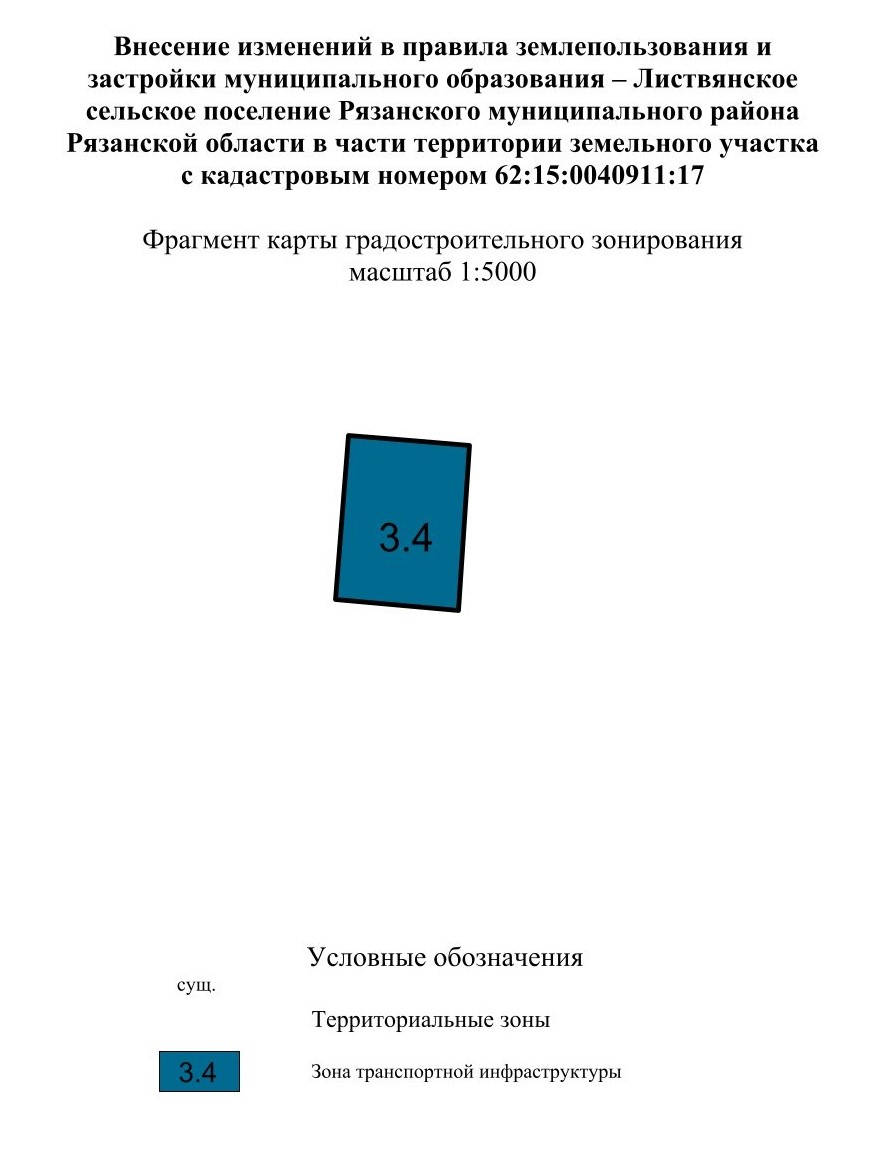 Внесение изменений в правила землепользования и
застройки муниципального образования – Листвянское
сельское поселение Рязанского муниципального района
Рязанской области в части территории земельного участка
с кадастровым номером 62:15:0040911:17
Фрагмент карты градостроительного зонирования
масштаб 1:5000
3.4
Условные обозначения
сущ.
Территориальные зоны
3.4 Зона транспортной инфраструктуры